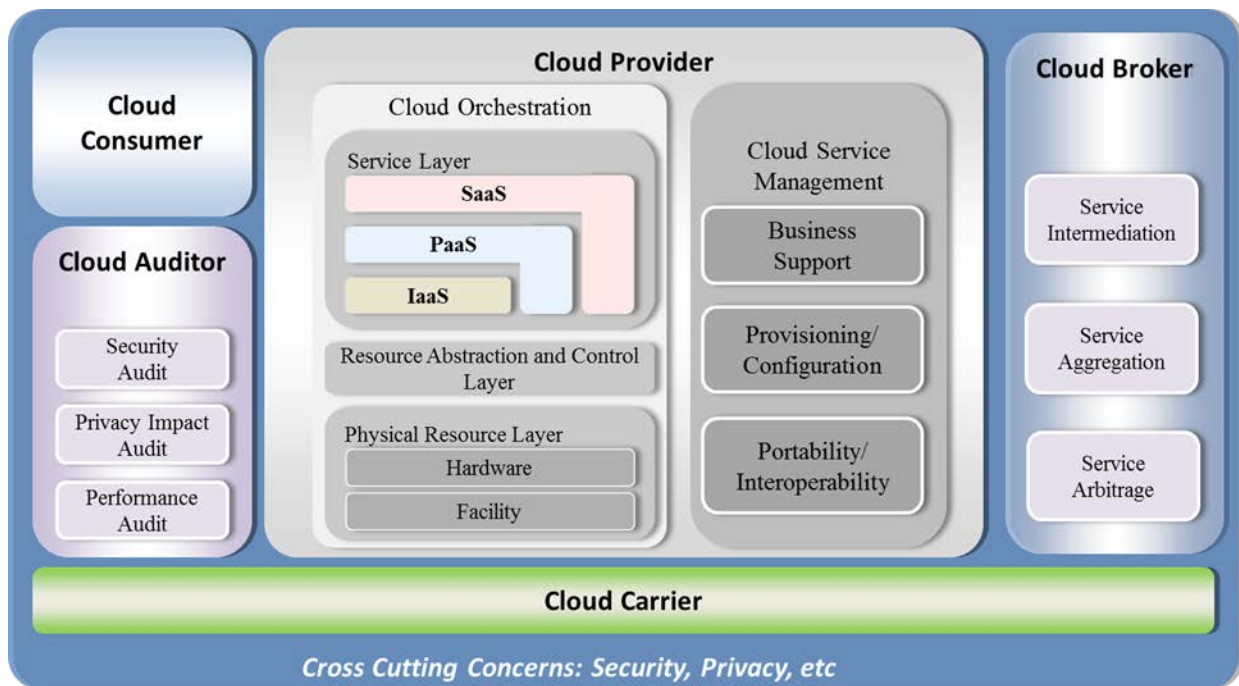 Cloud
Consumer
Cloud Auditor
Security
Audit
Privacy Impact
Audit
Performance
Audit
Cloud Provider
Cloud Orchestration
Service Layer
SaaS
PaaS
IaaS
Resource Abstraction and Control
Layer
Physical Resource Layer
Hardware
Facility
Cloud Service
Management
Business
Support
Provisioning/
Configuration
Portability/
Interoperability
Cloud Broker
Service
Intermediation
Service
Aggregation
Service
Arbitrage
Cloud Carrier
Cross Cutting Concerns: Security, Privacy, etc